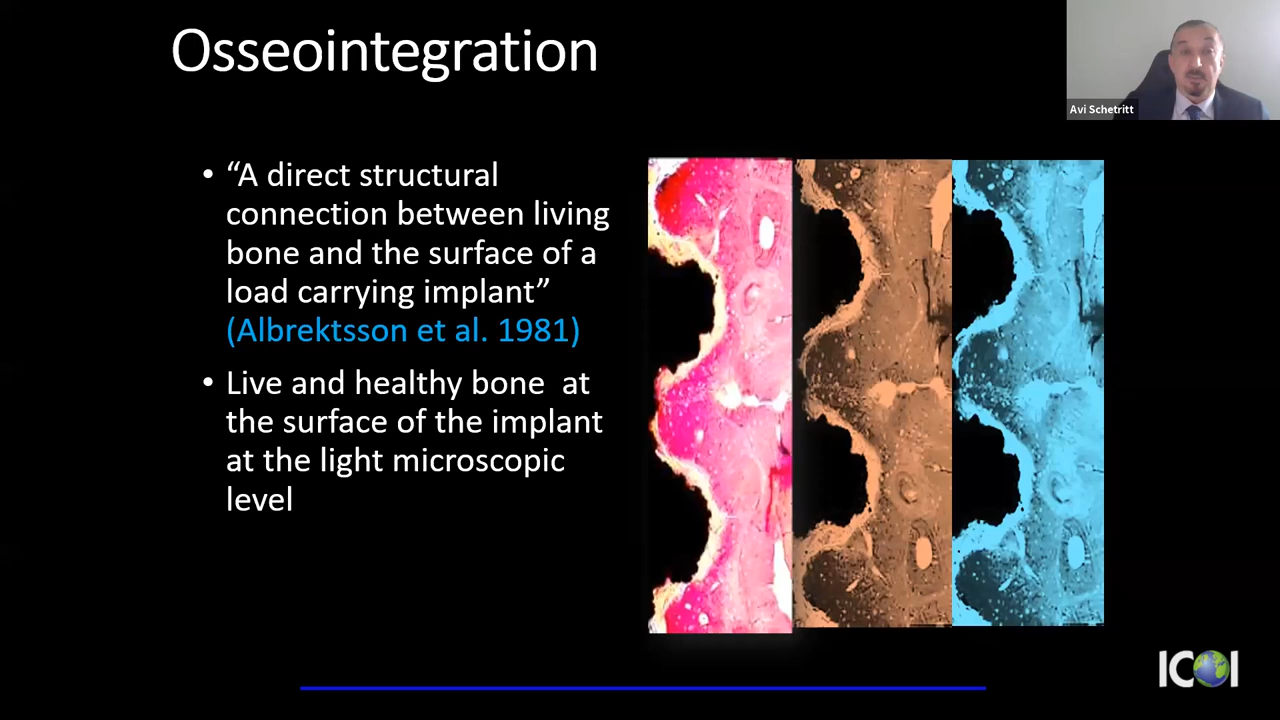 Osseointegration
Avi Schetritt
• “A direct structural
connection between living
bone and the surface of a
load carrying implant”
(Albrektsson et al. 1981)
• Live and healthy bone  at
the surface of the implant
at the light microscopic
level
ICOI